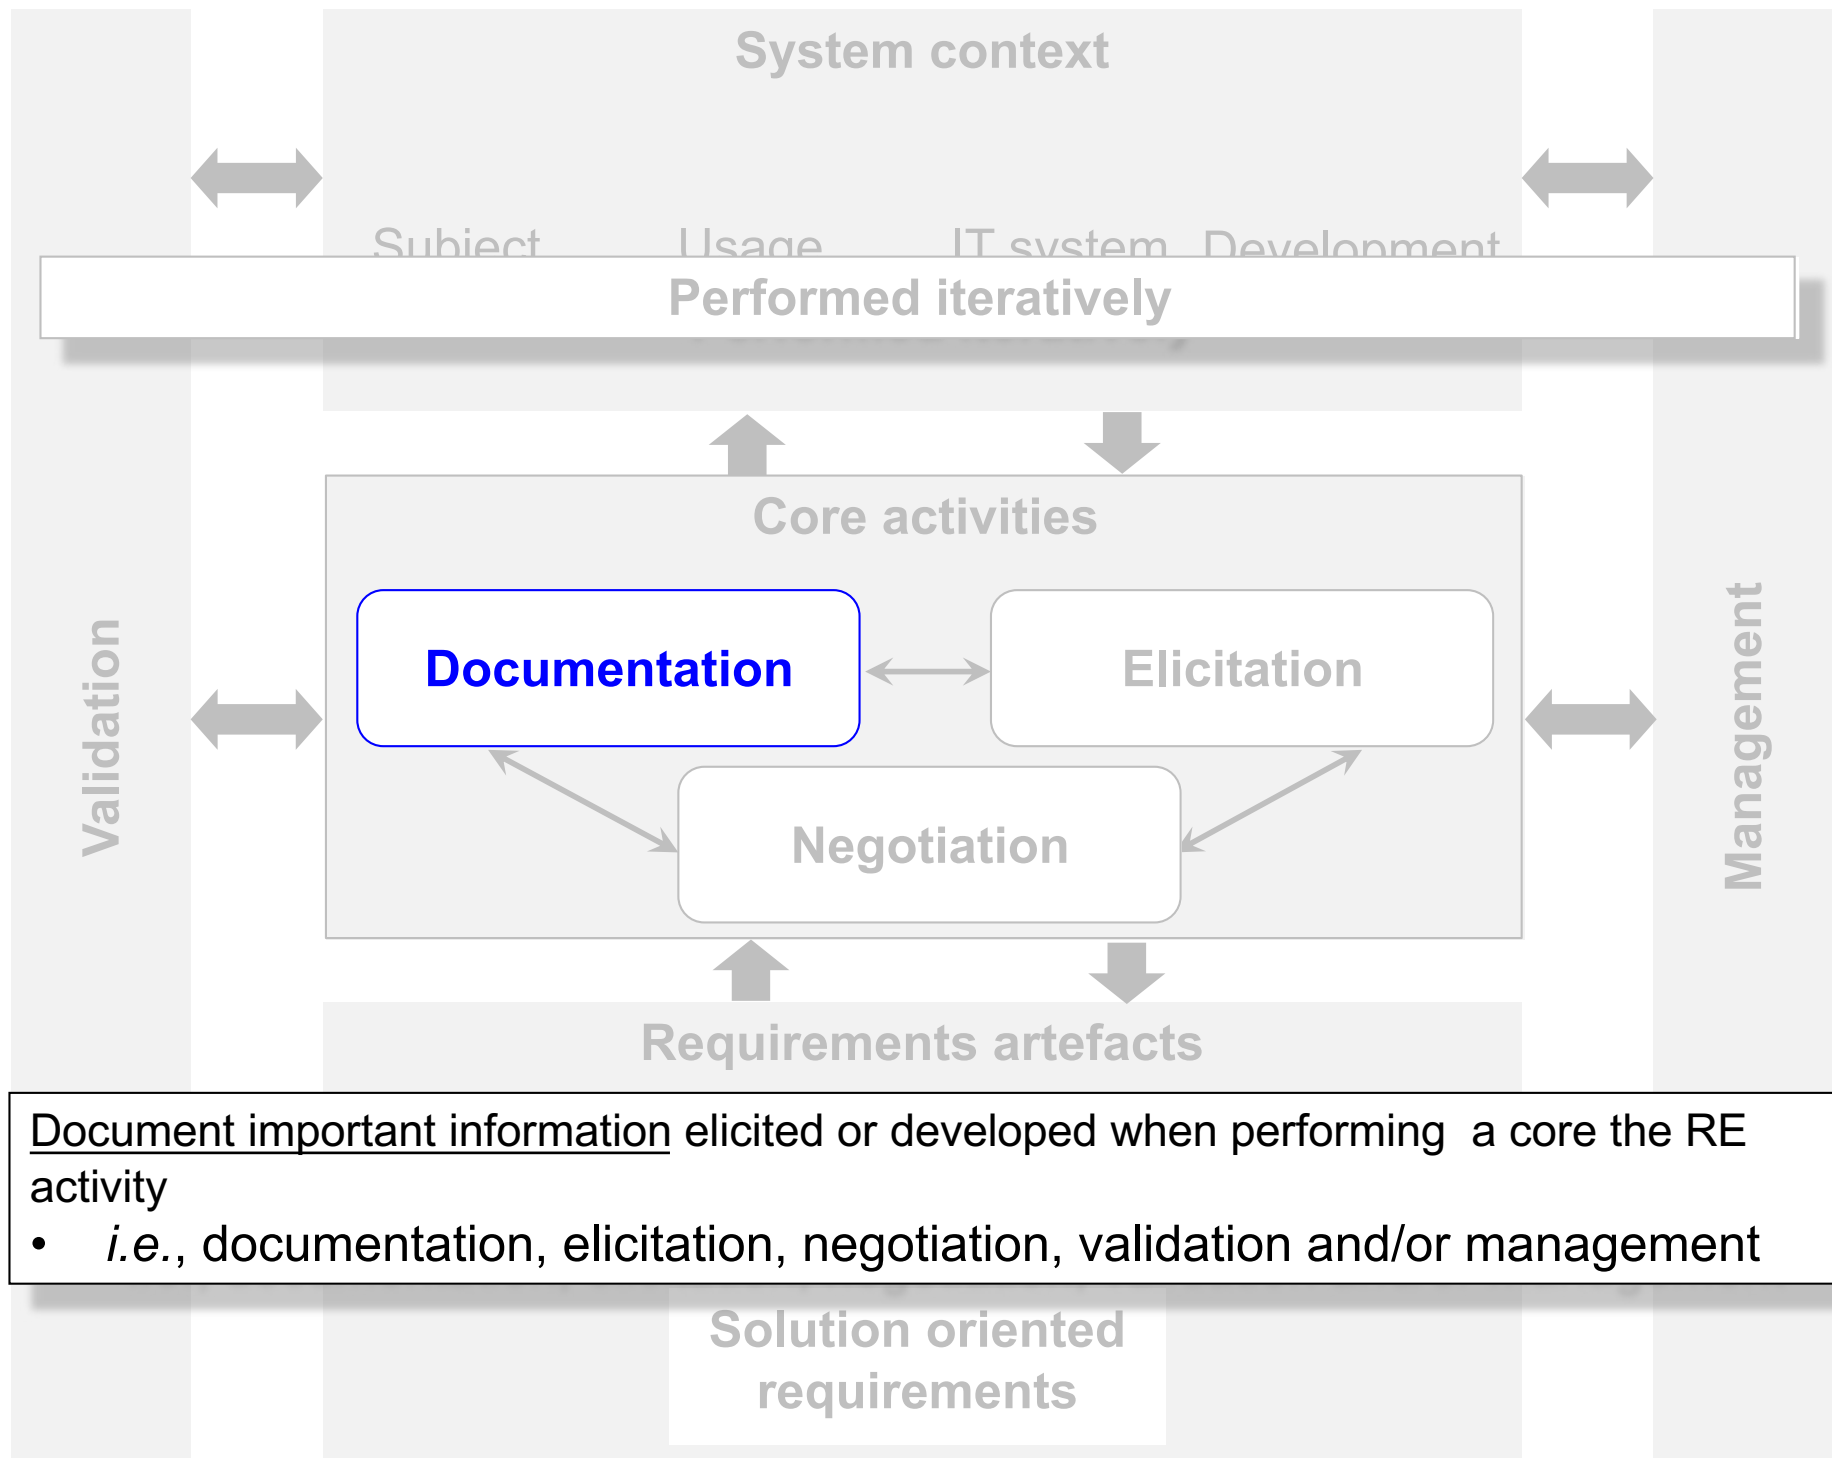 System context
Subject Usage IT system Development
Performed iteratively
Core activities
Documentation
Elicitation
Negotiation
Validation
Management
Requirements artefacts
Document important information elicited or developed when performing a core the RE
activity
• i.e., documentation, elicitation, negotiation, validation and/or management
Solution oriented
requirements